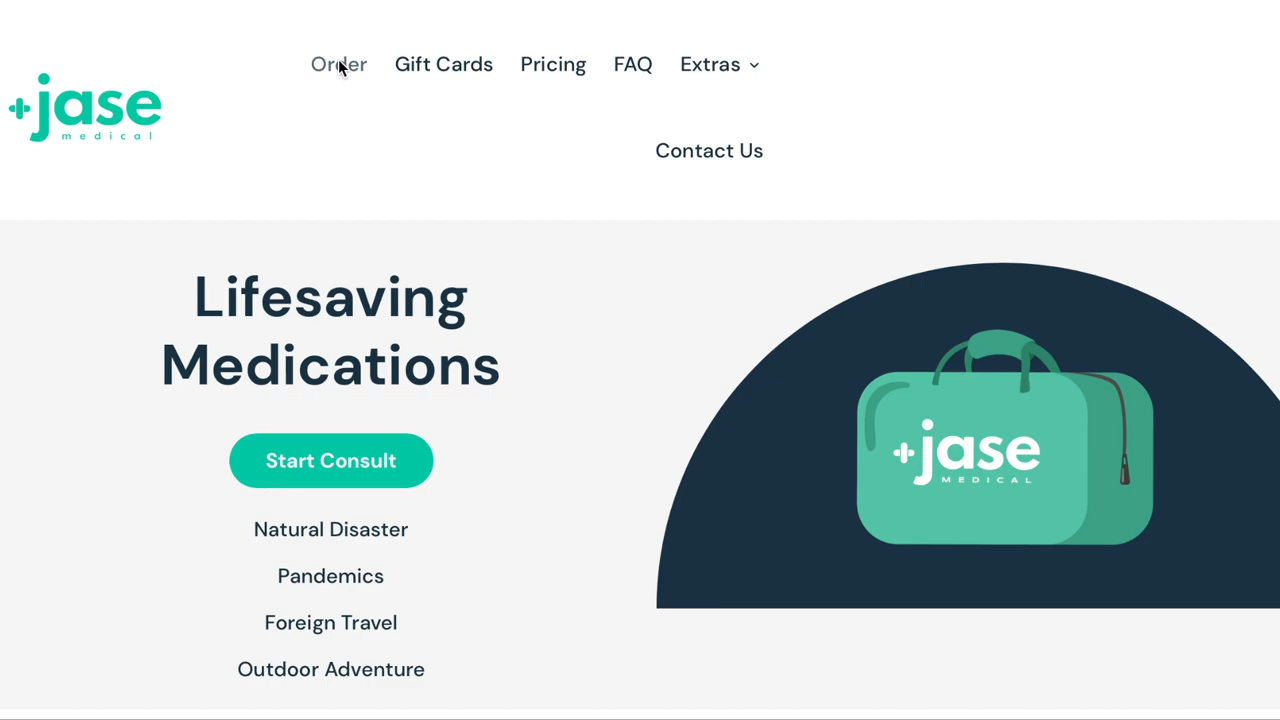 Order Gift Cards Pricing FAQ Extras
jase
medical
Contact Us
Lifesaving
Medications
Start Consult
Natural Disaster
Pandemics
Foreign Travel
Outdoor Adventure
jase
MEDICAL